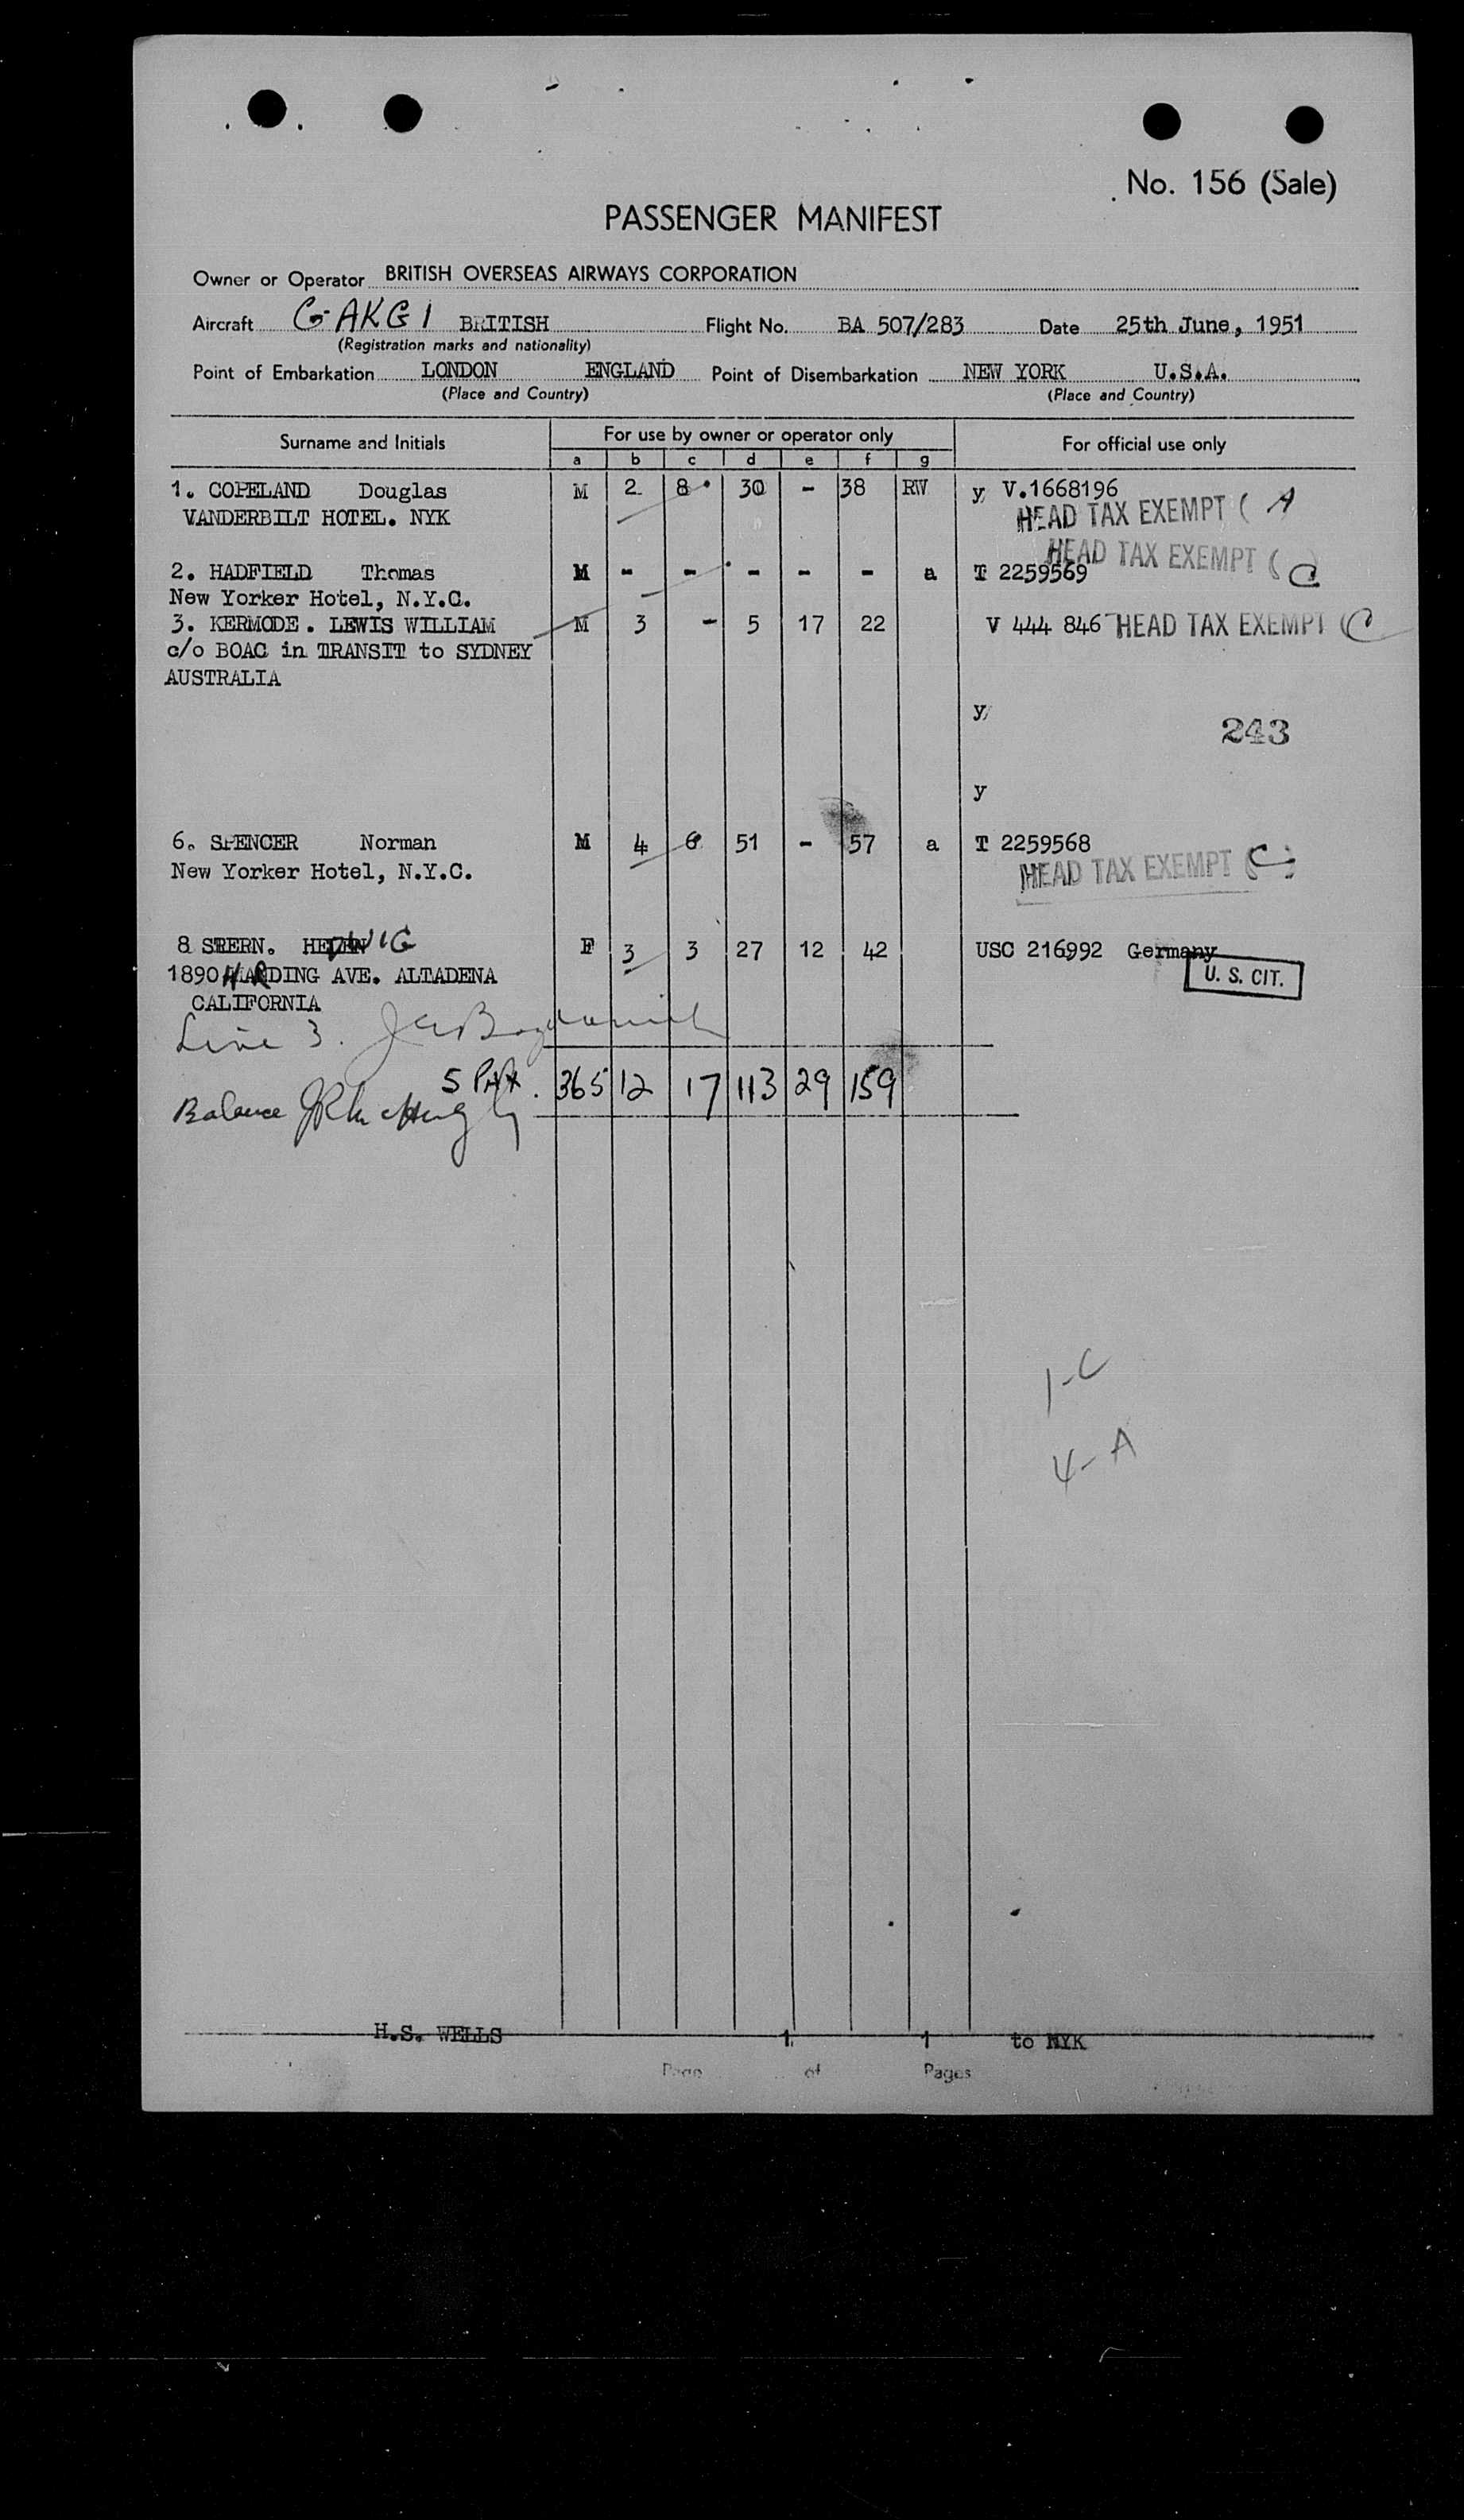 No. 156 (Sale)
PASSENGER MANIFEST
Owner or Operator BRITISH OVERSEAS AIRWAYS CORPORATION
Aircraft G-AKGI BRITISH Flight No. BA 507/283 Date 25th June, 1951
(Registration marks and nationality)
Point of Embarkation LONDON ENGLAND Point of Disembarkation NEW YORK U.S.A.
(Place and Country) (Place and Country)
Surname and Initials For use by owner or operator only For official use only
a b c d e f g
1. COPELAND Douglas M 2 8 30 - 38 RW y V.1668196
VANDERBILT HOTEL. NYK HEAD TAX EXEMPT ( A
HEAD TAX EXEMPT ( C )
2. HADFIELD Thomas M - - - - - a T 2259569
New Yorker Hotel, N.Y.C.
3. KERMODE. LEWIS WILLIAM M 3 - 5 17 22 V 444 846 HEAD TAX EXEMPT (C
c/o BOAC in TRANSIT to SYDNEY
AUSTRALIA
y
243
y
6. SPENCER Norman M 4 6 51 - 57 a T 2259568
New Yorker Hotel, N.Y.C. HEAD TAX EXEMPT (C)
8 STERN. HEDWIG F 3 3 27 12 42 USC 216992 Germany
1890 HARDING AVE. ALTADENA U. S. CIT.
CALIFORNIA
Line 3.
5 PAX. 365 12 17 113 29 159
Balance
1-C
4-A
H.S. WELLS 1 1 to NYK
Page of Pages